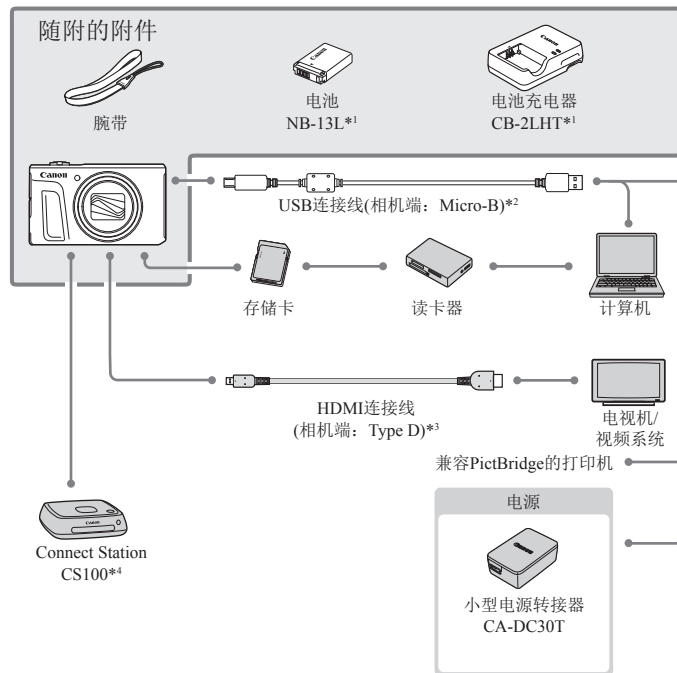 随附的附件
腕带
电池
NB-13L*1
电池充电器
CB-2LHT*1
Canon
USB连接线(相机端：Micro-B)*2
存储卡
读卡器
计算机
HDMI连接线
(相机端：Type D)*3
电视机/
视频系统
兼容PictBridge的打印机
电源
Connect Station
CS100*4
小型电源转接器
CA-DC30T